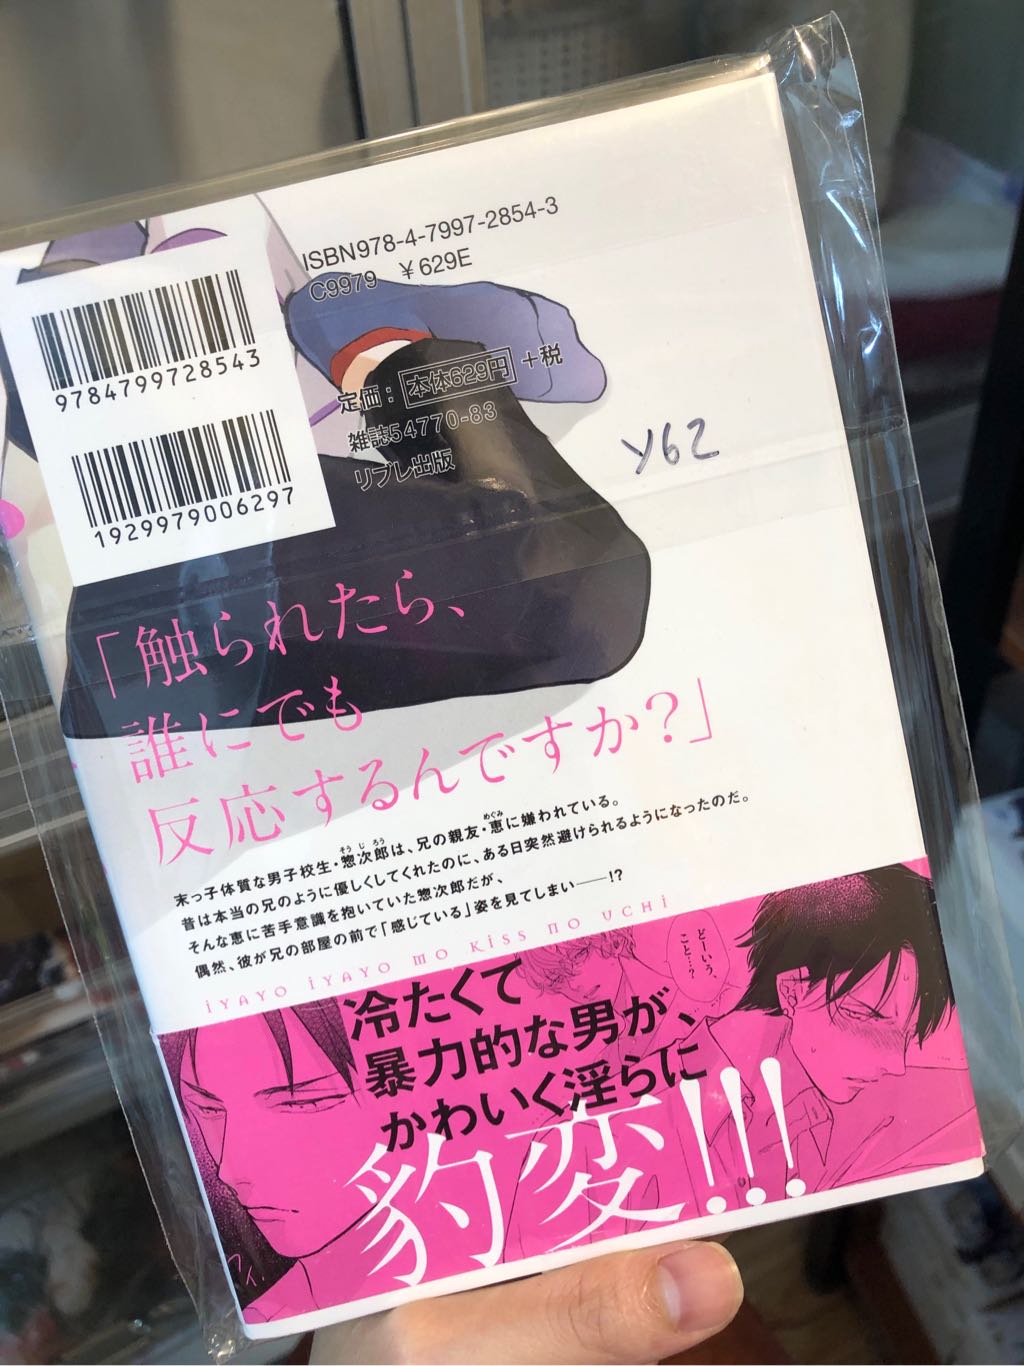 ISBN978-4-7997-2854-3
C9979 ¥629E
9784799728543
定価：本体629円+税
雑誌54770-83
リブレ出版
1929979006297
y62
「触られたら、
誰にでも
反応するんですか？」
末っ子体質な男子校生・惣次郎は、兄の親友・恵に嫌われている。
そうじろう
めぐみ
昔は本当の兄のように優しくしてくれたのに、ある日突然避けられるようになったのだ。
そんな恵に苦手意識を抱いていた惣次郎だが、
偶然、彼が兄の部屋の前で「感じている」姿を見てしまい――!?
iYAYO iYAYO MO KiSS NO UCHi
どーいう、
こと…?
冷たくて
暴力的な男が、
かわいく淫らに
豹変!!!